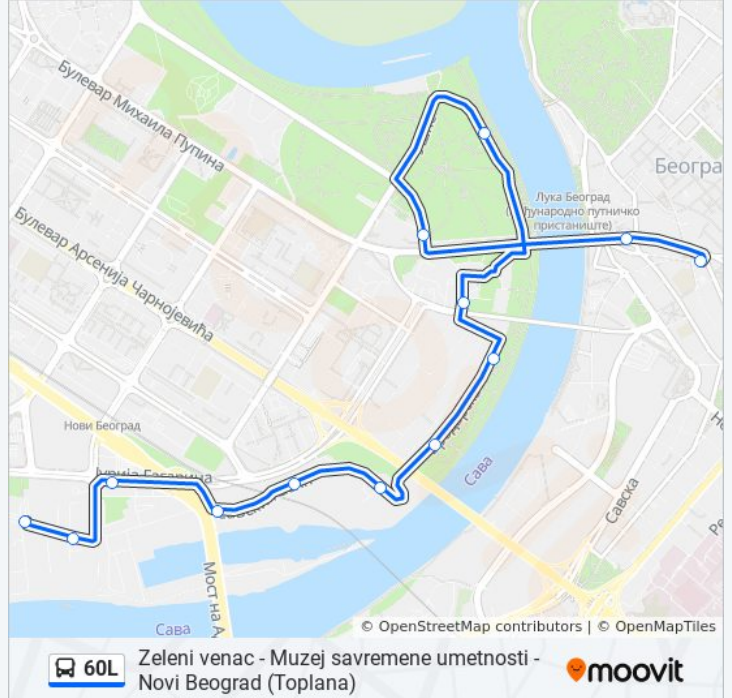 Булевар Михаила Пупина
Београ
Лука Београд
(међународно путничко
пристаниште)
Булевар Арсенија Чарнојевића
Нови Београд
Јурија Гагарина
Сава
Савска
Мост на А
Сава
© OpenStreetMap contributors | © OpenMapTiles
60L
Zeleni venac - Muzej savremene umetnosti -
Novi Beograd (Toplana)
moovit